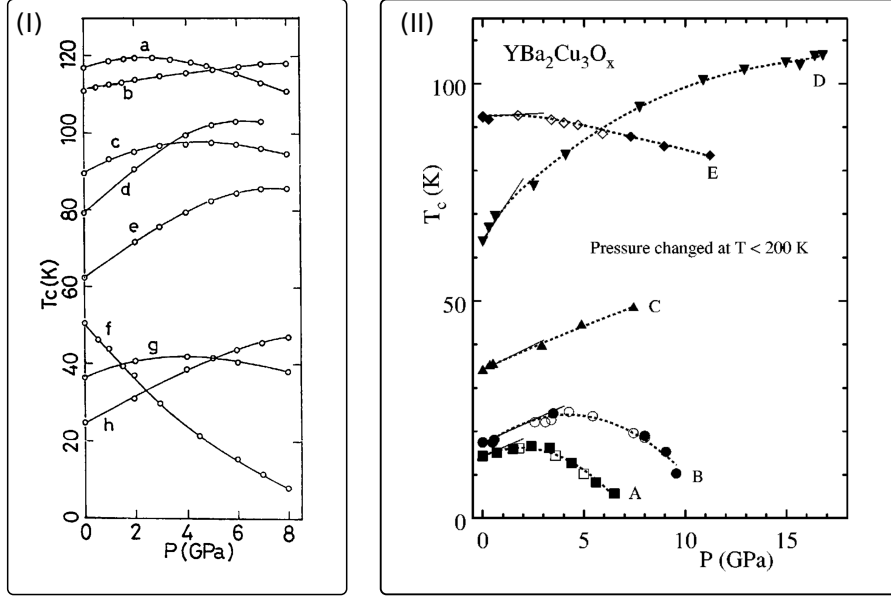 (I)
120
100
80
60
40
20
0
Tc (K)
a
b
c
d
e
f
g
h
0 2 4 6 8
P (GPa)
(II)
YBa₂Cu₃Oₓ
100
50
0
T_c (K)
D
E
Pressure changed at T < 200 K
C
B
A
0 5 10 15
P (GPa)